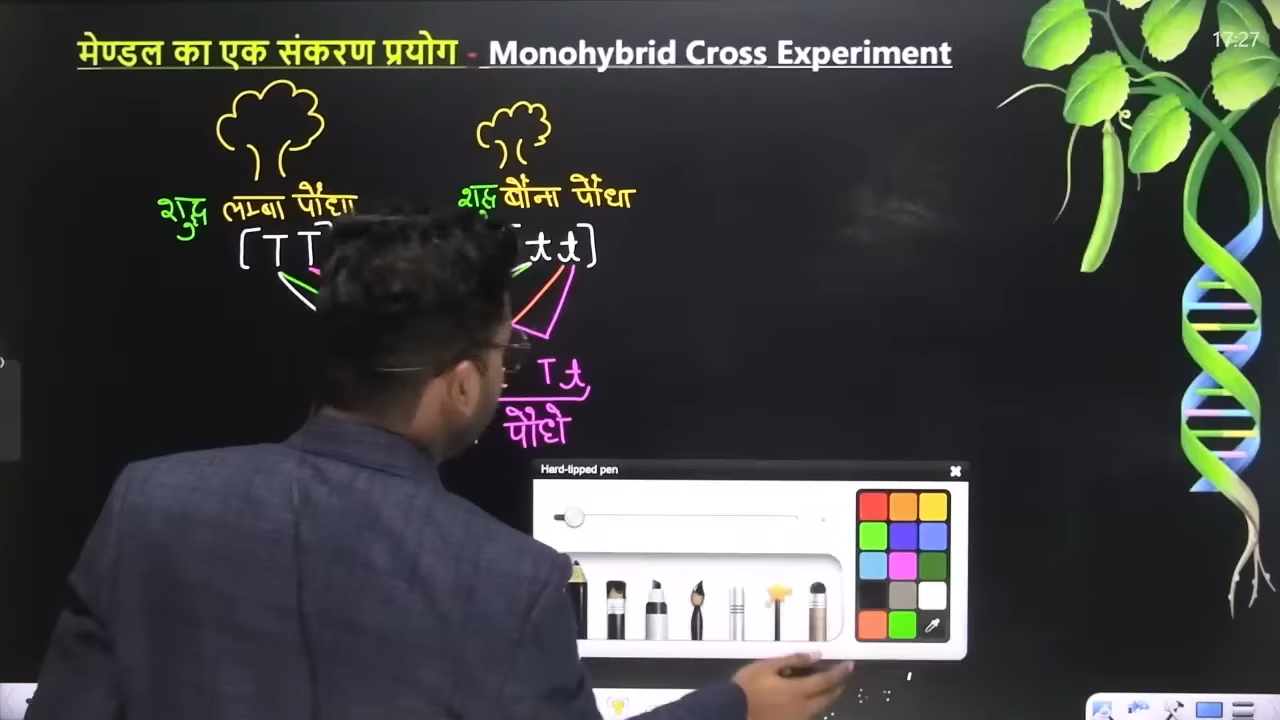 मेण्डल का एक संकरण प्रयोग - Monohybrid Cross Experiment
17:27
शुद्ध लम्बा पौधा
शुद्ध बौना पौधा
[TT
tt]
Tt
पौधे
Hard-tipped pen